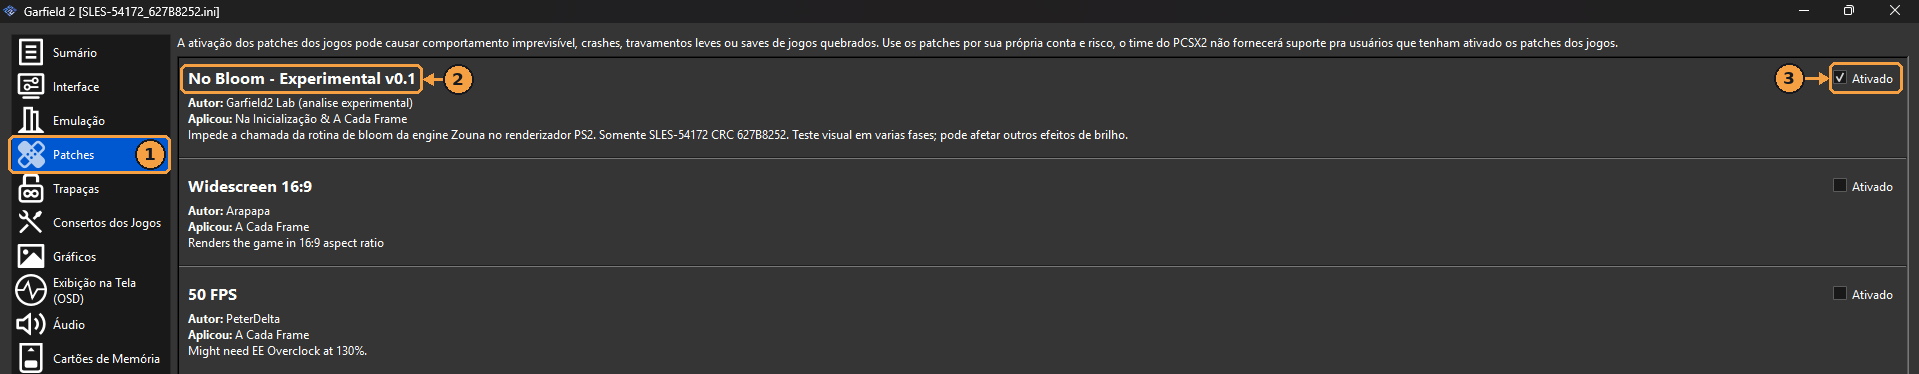 Garfield 2 [SLES-54172_627B8252.ini]
Sumário
Interface
Emulação
Patches
1
Trapaças
Consertos dos Jogos
Gráficos
Exibição na Tela
(OSD)
Áudio
Cartões de Memória
A ativação dos patches dos jogos pode causar comportamento imprevisível, crashes, travamentos leves ou saves de jogos quebrados. Use os patches por sua própria conta e risco, o time do PCSX2 não fornecerá suporte pra usuários que tenham ativado os patches dos jogos.
No Bloom - Experimental v0.1
2
3
Ativado
Autor: Garfield2 Lab (analise experimental)
Aplicou: Na Inicialização & A Cada Frame
Impede a chamada da rotina de bloom da engine Zouna no renderizador PS2. Somente SLES-54172 CRC 627B8252. Teste visual em varias fases; pode afetar outros efeitos de brilho.
Widescreen 16:9
Ativado
Autor: Arapapa
Aplicou: A Cada Frame
Renders the game in 16:9 aspect ratio
50 FPS
Ativado
Autor: PeterDelta
Aplicou: A Cada Frame
Might need EE Overclock at 130%.